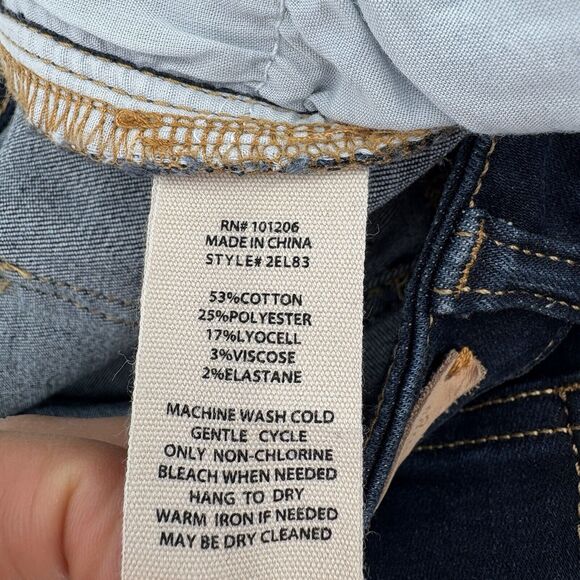 RN# 101206
MADE IN CHINA
STYLE# 2EL83
53%COTTON
25%POLYESTER
17%LYOCELL
3%VISCOSE
2%ELASTANE
MACHINE WASH COLD
GENTLE CYCLE
ONLY NON-CHLORINE
BLEACH WHEN NEEDED
HANG TO DRY
WARM IRON IF NEEDED
MAY BE DRY CLEANED